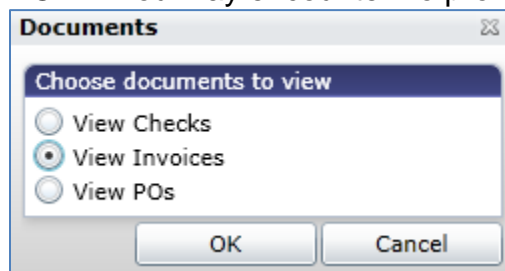 Documents
Choose documents to view
View Checks
View Invoices
View POs
OK Cancel